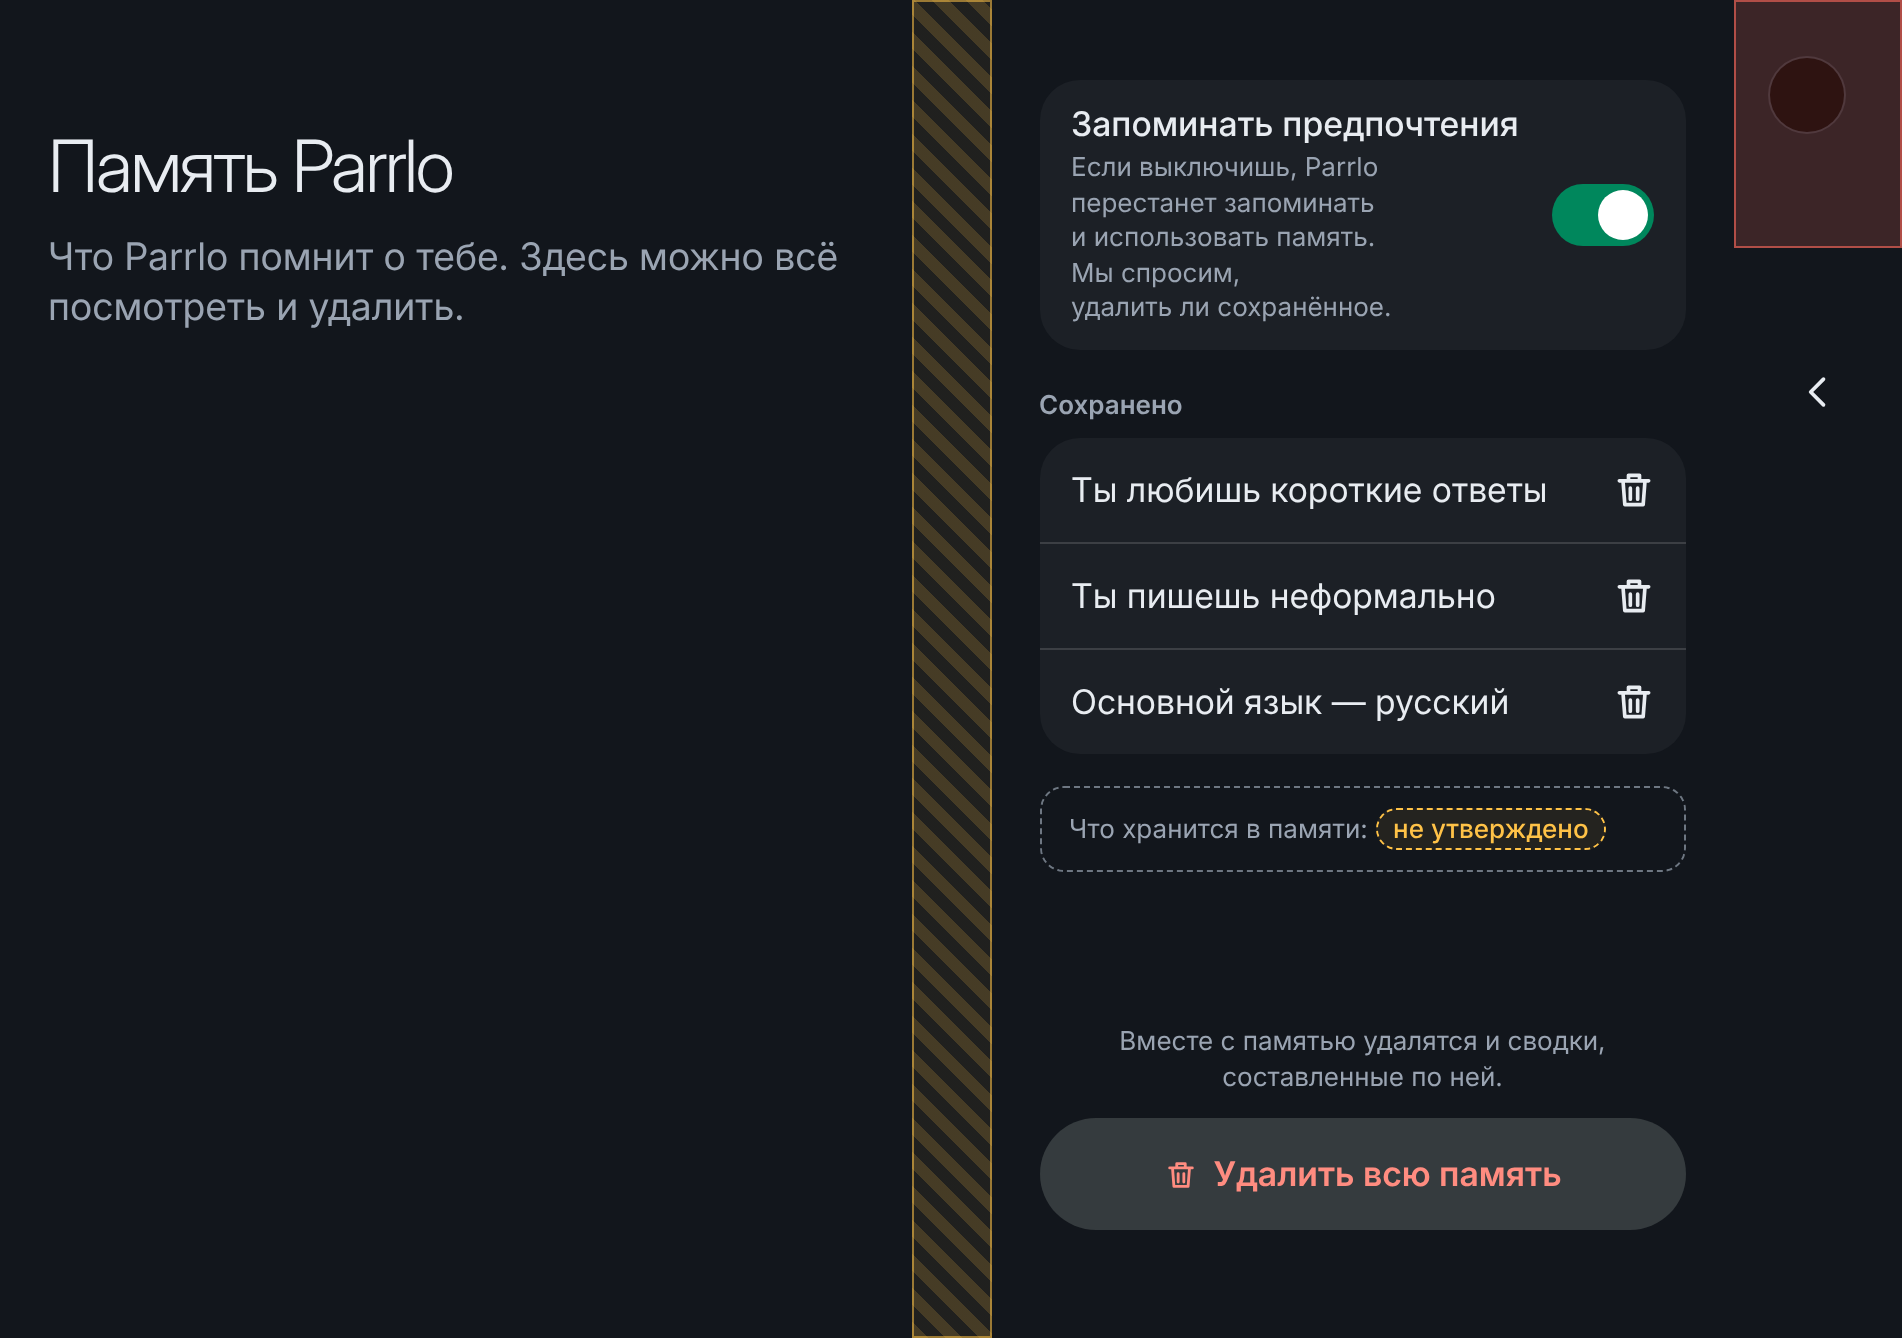 Память Parrlo
Что Parrlo помнит о тебе. Здесь можно всё
посмотреть и удалить.
Запоминать предпочтения
Если выключишь, Parrlo
перестанет запоминать
и использовать память.
Мы спросим,
удалить ли сохранённое.
Сохранено
Ты любишь короткие ответы
Ты пишешь неформально
Основной язык — русский
Что хранится в памяти: не утверждено
Вместе с памятью удалятся и сводки,
составленные по ней.
Удалить всю память